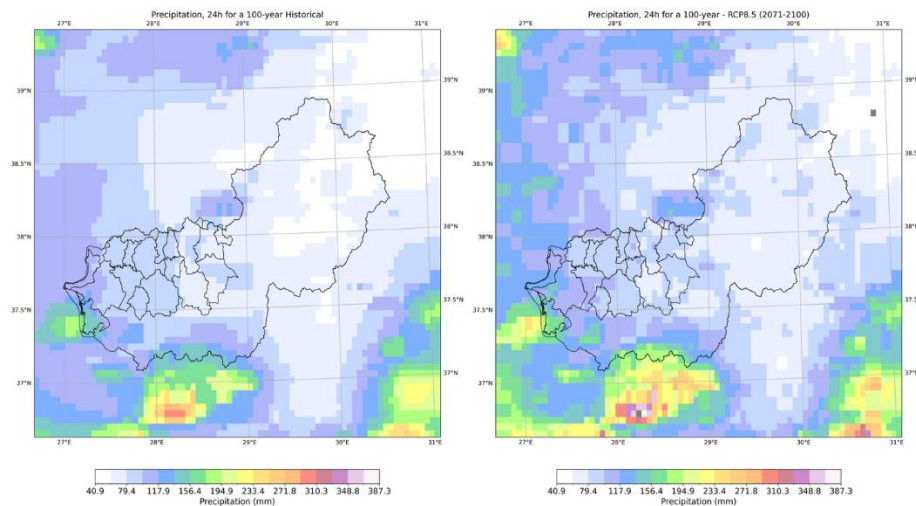 Precipitation, 24h for a 100-year Historical
27°E 28°E 29°E 30°E 31°E
39°N 39°N
38.5°N 38.5°N
38°N 38°N
37.5°N 37.5°N
37°N 37°N
27°E 28°E 29°E 30°E 31°E
40.9 79.4 117.9 156.4 194.9 233.4 271.8 310.3 348.8 387.3
Precipitation (mm)
Precipitation, 24h for a 100-year - RCP8.5 (2071-2100)
27°E 28°E 29°E 30°E 31°E
39°N 39°N
38.5°N 38.5°N
38°N 38°N
37.5°N 37.5°N
37°N 37°N
27°E 28°E 29°E 30°E 31°E
40.9 79.4 117.9 156.4 194.9 233.4 271.8 310.3 348.8 387.3
Precipitation (mm)